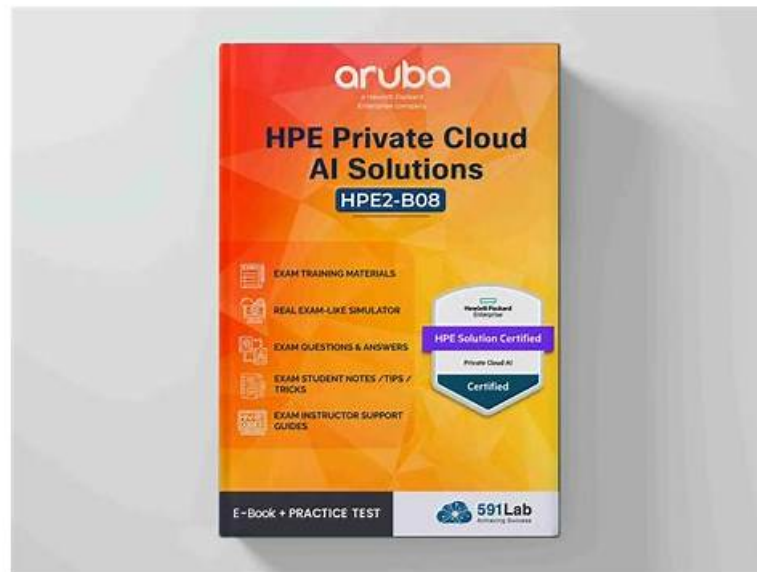 aruba
a Hewlett Packard
Enterprise company
HPE Private Cloud
AI Solutions
HPE2-B08
EXAM TRAINING MATERIALS
REAL EXAM-LIKE SIMULATOR
EXAM QUESTIONS & ANSWERS
EXAM STUDENT NOTES / TIPS /
TRICKS
EXAM INSTRUCTOR SUPPORT
GUIDES
Hewlett Packard
Enterprise
HPE Solution Certified
Private Cloud AI
Certified
E-Book + PRACTICE TEST
591Lab
Achieving Success